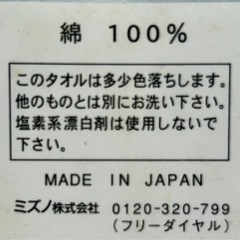 綿 100%
このタオルは多少色落ちします。
他のものとは別にお洗い下さい。
塩素系漂白剤は使用しないで
下さい。
MADE IN JAPAN
ミズノ株式会社 0120-320-799
(フリーダイヤル)